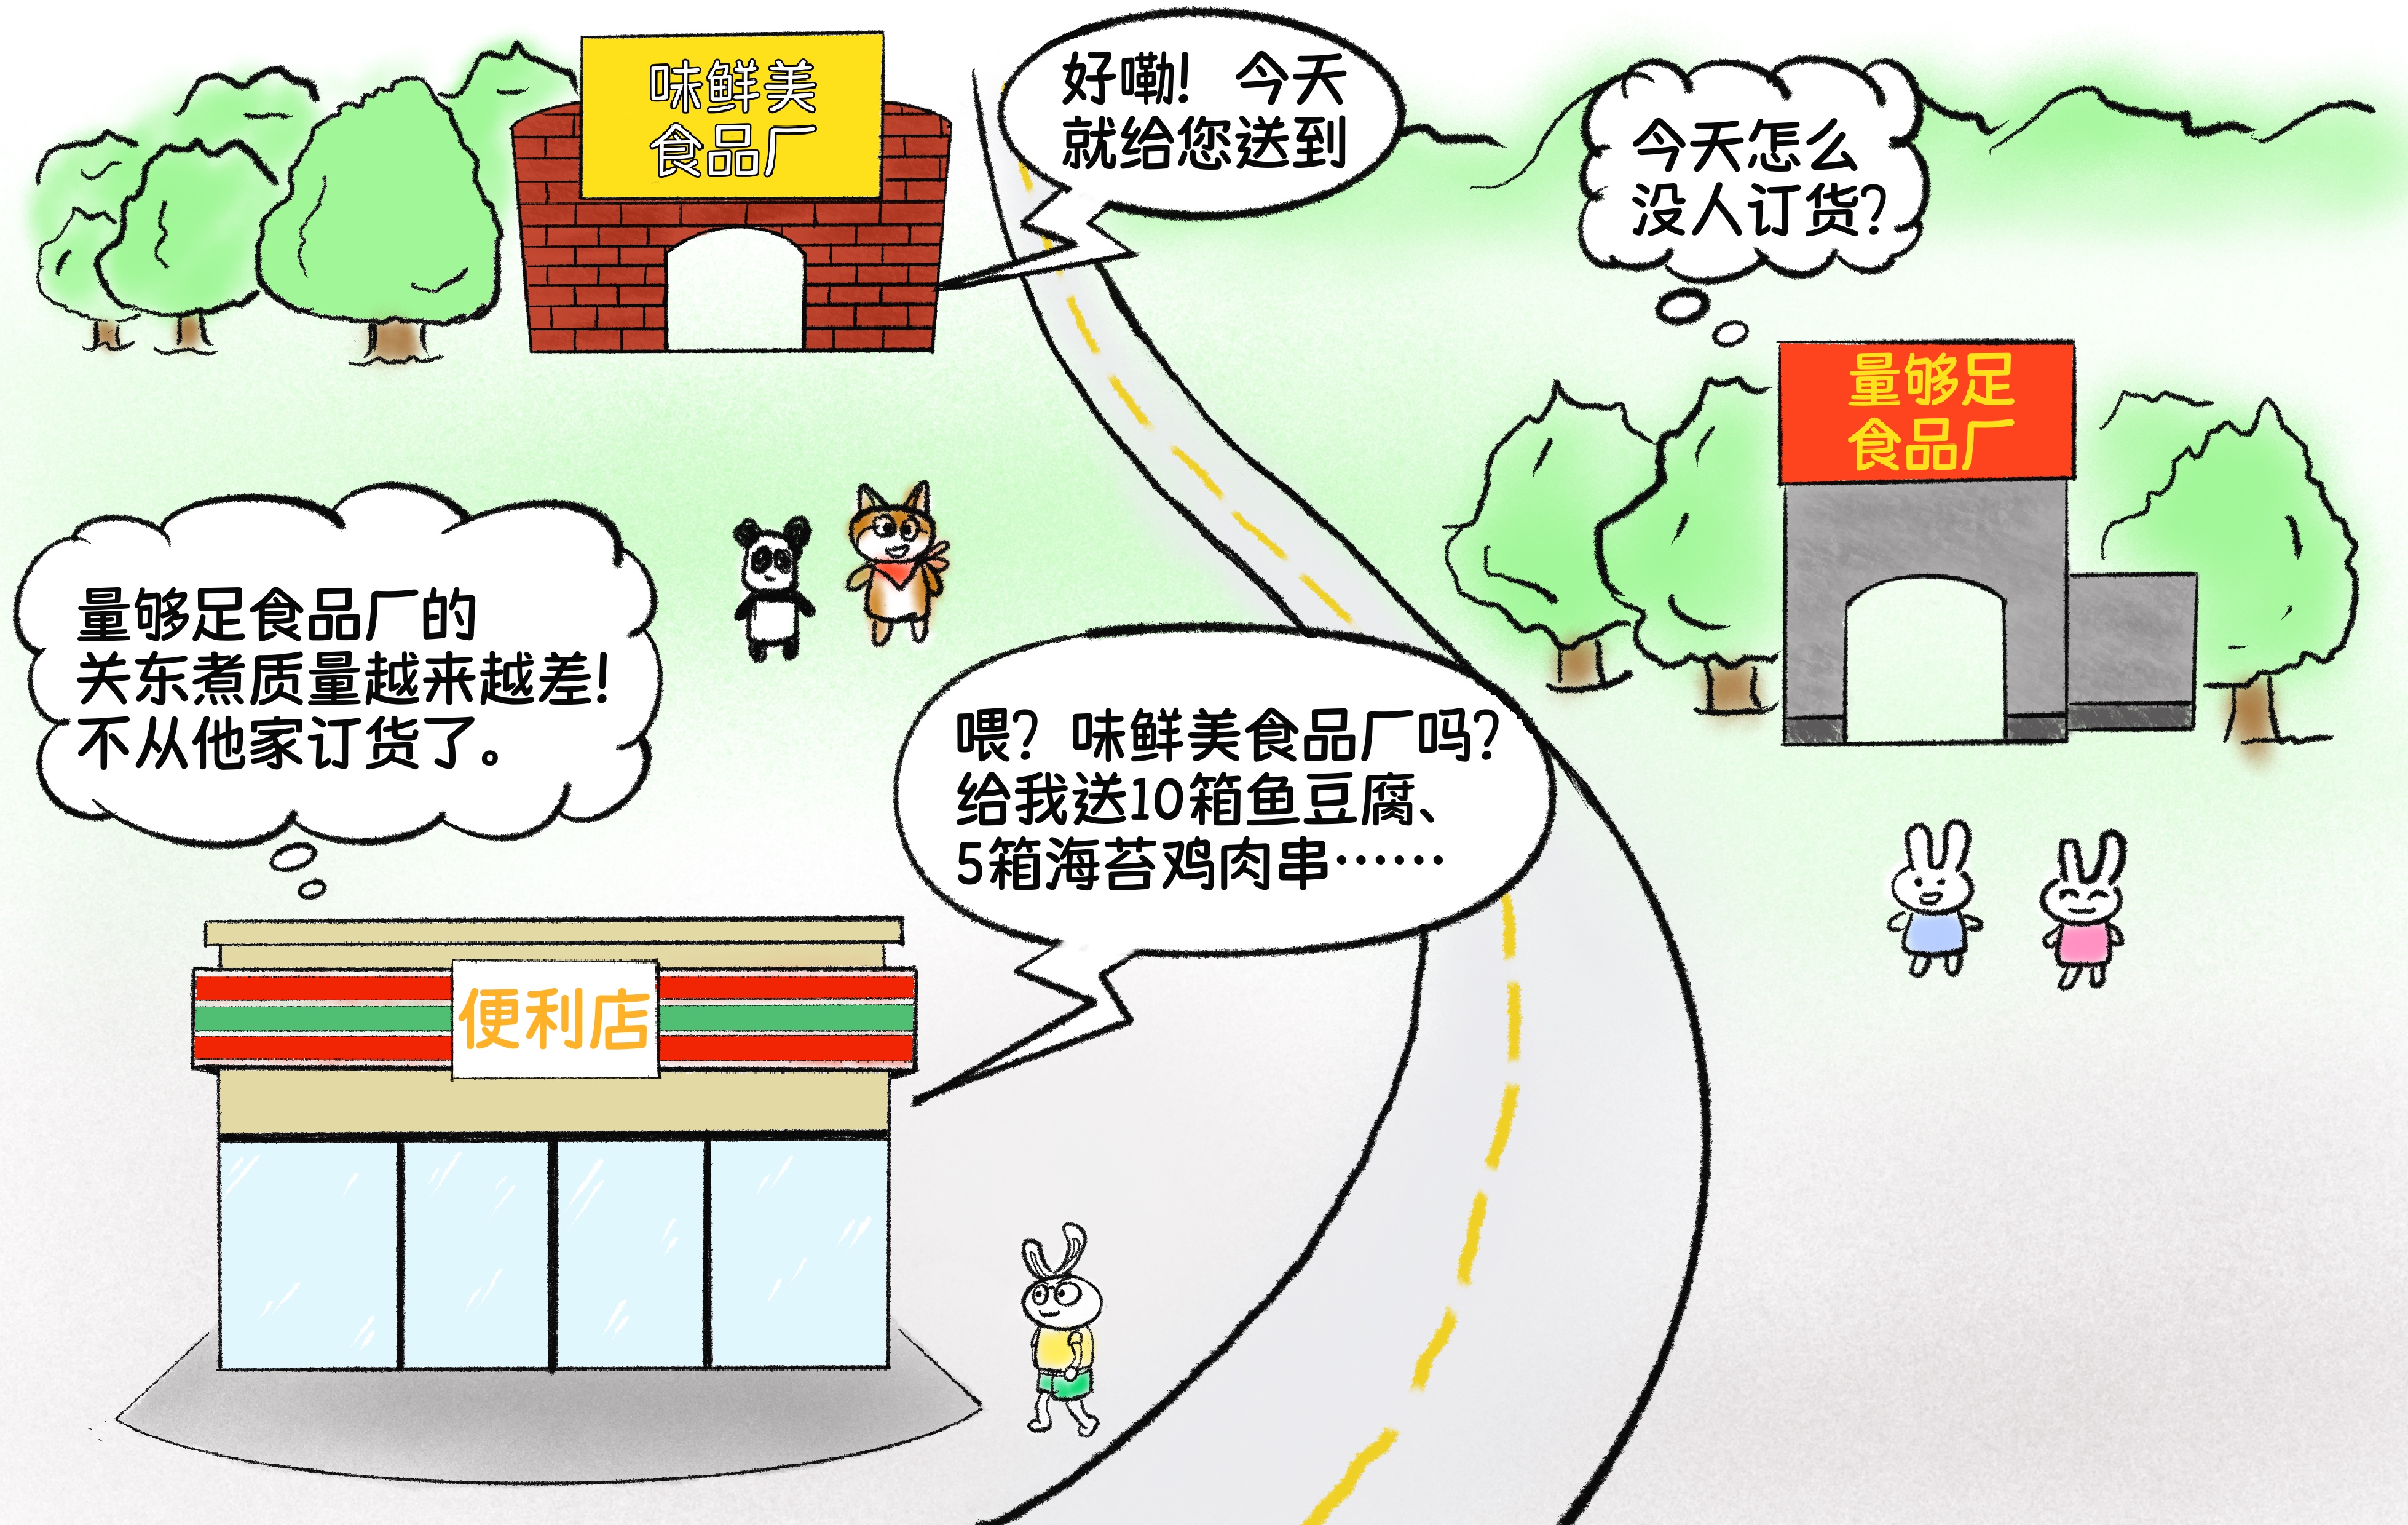 味鲜美
食品厂
好嘞！今天
就给您送到
今天怎么
没人订货？
量够足
食品厂
量够足食品厂的
关东煮质量越来越差！
不从他家订货了。
喂？味鲜美食品厂吗？
给我送10箱鱼豆腐、
5箱海苔鸡肉串……
便利店